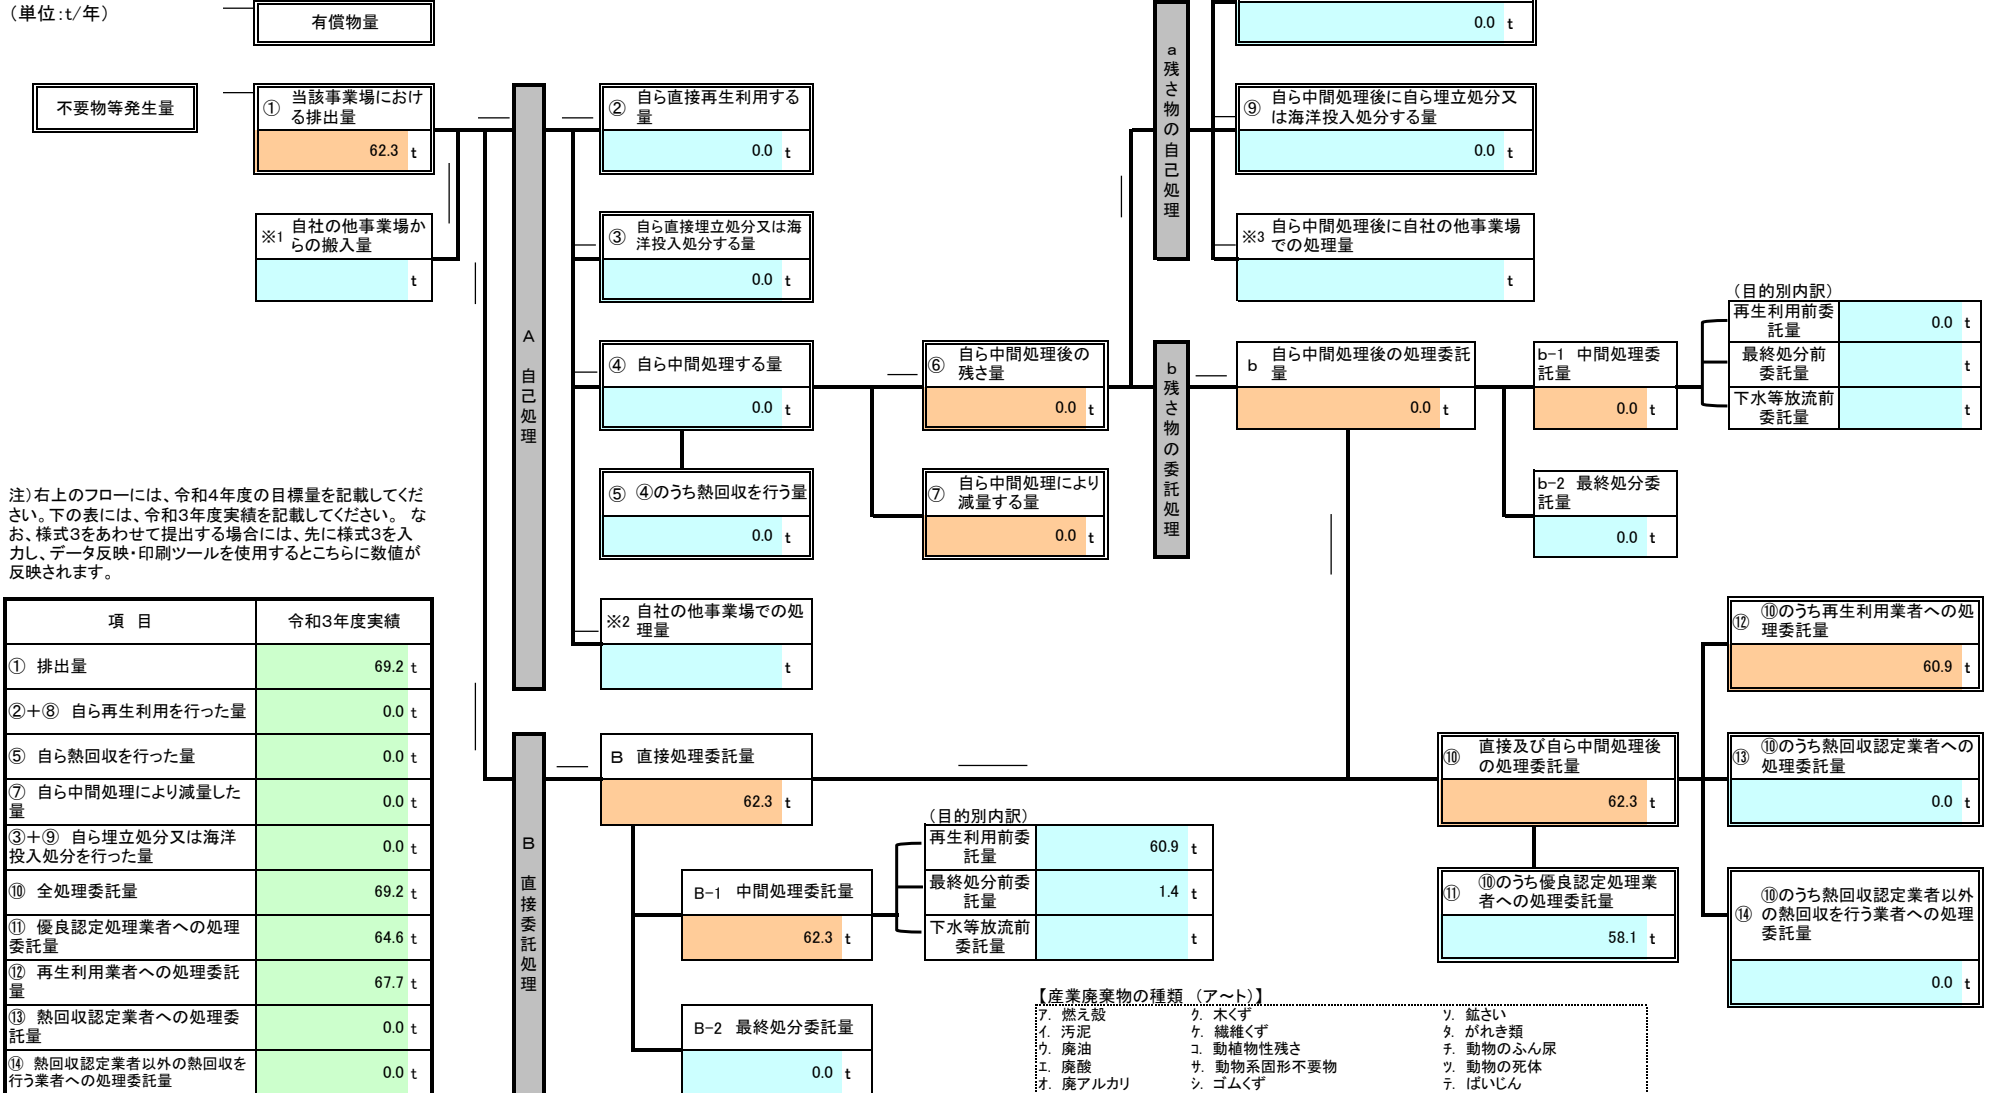 （単位:t/年）
有償物量
不要物等発生量
① 当該事業場におけ
る排出量
62.3 t
※1 自社の他事業場か
らの搬入量
t
A 自己処理
② 自ら直接再生利用する
量
0.0 t
③ 自ら直接埋立処分又は海
洋投入処分する量
0.0 t
④ 自ら中間処理する量
0.0 t
⑤ ④のうち熱回収を行う量
0.0 t
※2 自社の他事業場での処
理量
t
⑥ 自ら中間処理後の
残さ量
0.0 t
⑦ 自ら中間処理により
減量する量
0.0 t
a 残さ物の自己処理
0.0 t
⑨ 自ら中間処理後に自ら埋立処分又
は海洋投入処分する量
0.0 t
※3 自ら中間処理後に自社の他事業場
での処理量
t
b 残さ物の委託処理
b 自ら中間処理後の処理委託
量
0.0 t
b-1 中間処理委
託量
0.0 t
b-2 最終処分委
託量
0.0 t
（目的別内訳）
再生利用前委
託量
0.0 t
最終処分前
委託量
t
下水等放流前
委託量
t
注）右上のフローには、令和4年度の目標量を記載してくだ
さい。下の表には、令和3年度実績を記載してください。 な
お、様式3をあわせて提出する場合には、先に様式3を入
力し、データ反映・印刷ツールを使用するとこちらに数値が
反映されます。
項 目 令和3年度実績
① 排出量 69.2 t
②＋⑧ 自ら再生利用を行った量 0.0 t
⑤ 自ら熱回収を行った量 0.0 t
⑦ 自ら中間処理により減量した
量 0.0 t
③＋⑨ 自ら埋立処分又は海洋
投入処分を行った量 0.0 t
⑩ 全処理委託量 69.2 t
⑪ 優良認定処理業者への処理
委託量 64.6 t
⑫ 再生利用業者への処理委託
量 67.7 t
⑬ 熱回収認定業者への処理委
託量 0.0 t
⑭ 熱回収認定業者以外の熱回収を
行う業者への処理委託量 0.0 t
B 直接委託処理
B 直接処理委託量
62.3 t
B-1 中間処理委託量
62.3 t
B-2 最終処分委託量
0.0 t
（目的別内訳）
再生利用前委
託量
60.9 t
最終処分前委
託量
1.4 t
下水等放流前
委託量
t
⑩ 直接及び自ら中間処理後
の処理委託量
62.3 t
⑪ ⑩のうち優良認定処理業
者への処理委託量
58.1 t
⑫ ⑩のうち再生利用業者への処
理委託量
60.9 t
⑬ ⑩のうち熱回収認定業者への
処理委託量
0.0 t
⑭ ⑩のうち熱回収認定業者以外
の熱回収を行う業者への処理
委託量
0.0 t
【産業廃棄物の種類 （ア～ト）】
ア. 燃え殻 ク. 木くず ソ. 鉱さい
イ. 汚泥 ケ. 繊維くず タ. がれき類
ウ. 廃油 コ. 動植物性残さ チ. 動物のふん尿
エ. 廃酸 サ. 動物系固形不要物 ツ. 動物の死体
オ. 廃アルカリ シ. ゴムくず テ. ばいじん